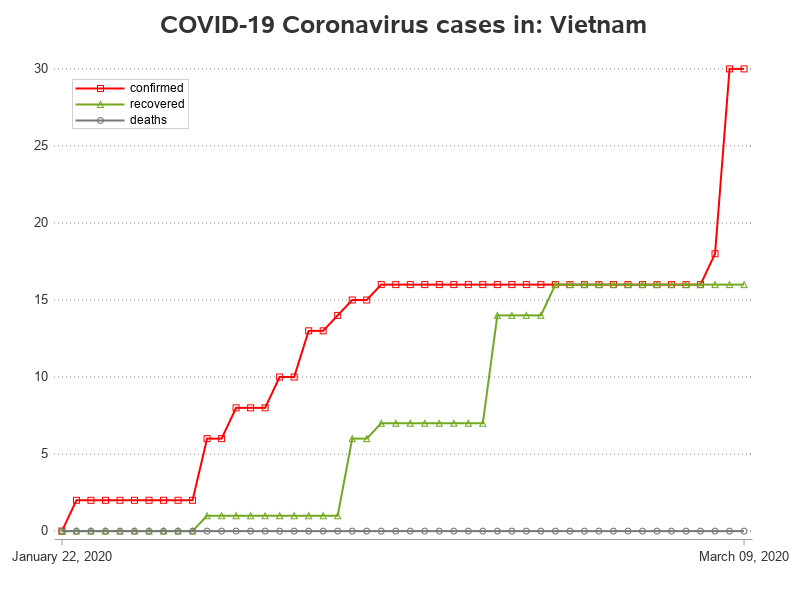 COVID-19 Coronavirus cases in: Vietnam
30
confirmed
recovered
deaths
25
20
15
10
5
0
January 22, 2020
March 09, 2020